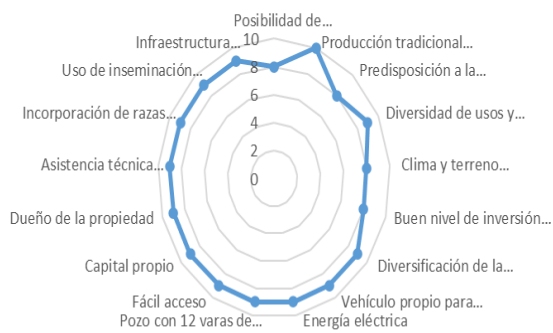 Posibilidad de...
Producción tradicional...
Predisposición a la...
Diversidad de usos y...
Clima y terreno...
Buen nivel de inversión...
Diversificación de la...
Vehículo propio para...
Energía eléctrica
Pozo con 12 varas de...
Fácil acceso
Capital propio
Dueño de la propiedad
Asistencia técnica...
Incorporación de razas...
Uso de inseminación...
Infraestructura...
10
8
6
4
2
0